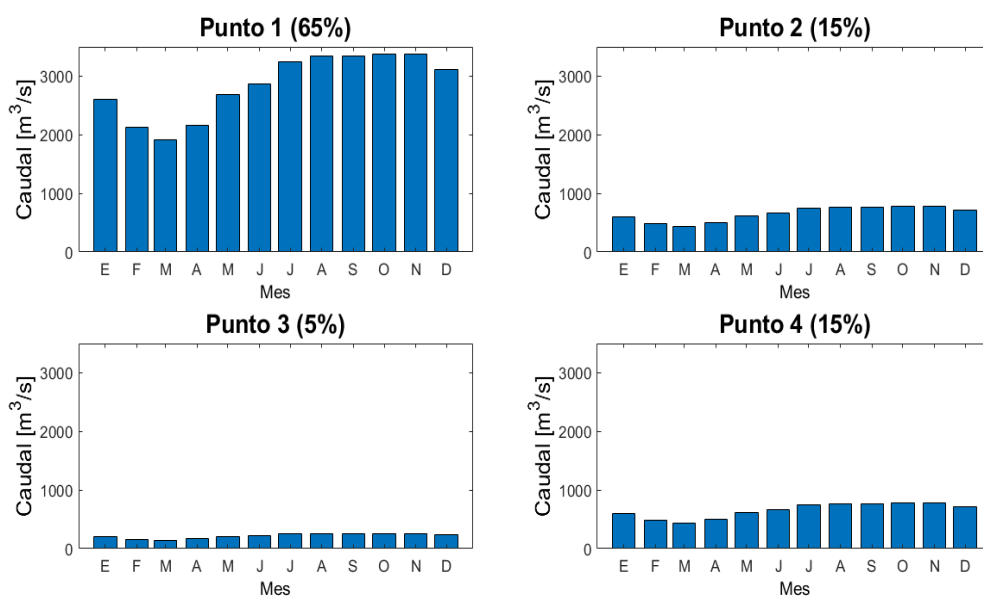 Punto 1 (65%)
Caudal [m³/s]
3000
2000
1000
0
E F M A M J J A S O N D
Mes
Punto 2 (15%)
Caudal [m³/s]
3000
2000
1000
0
E F M A M J J A S O N D
Mes
Punto 3 (5%)
Caudal [m³/s]
3000
2000
1000
0
E F M A M J J A S O N D
Mes
Punto 4 (15%)
Caudal [m³/s]
3000
2000
1000
0
E F M A M J J A S O N D
Mes